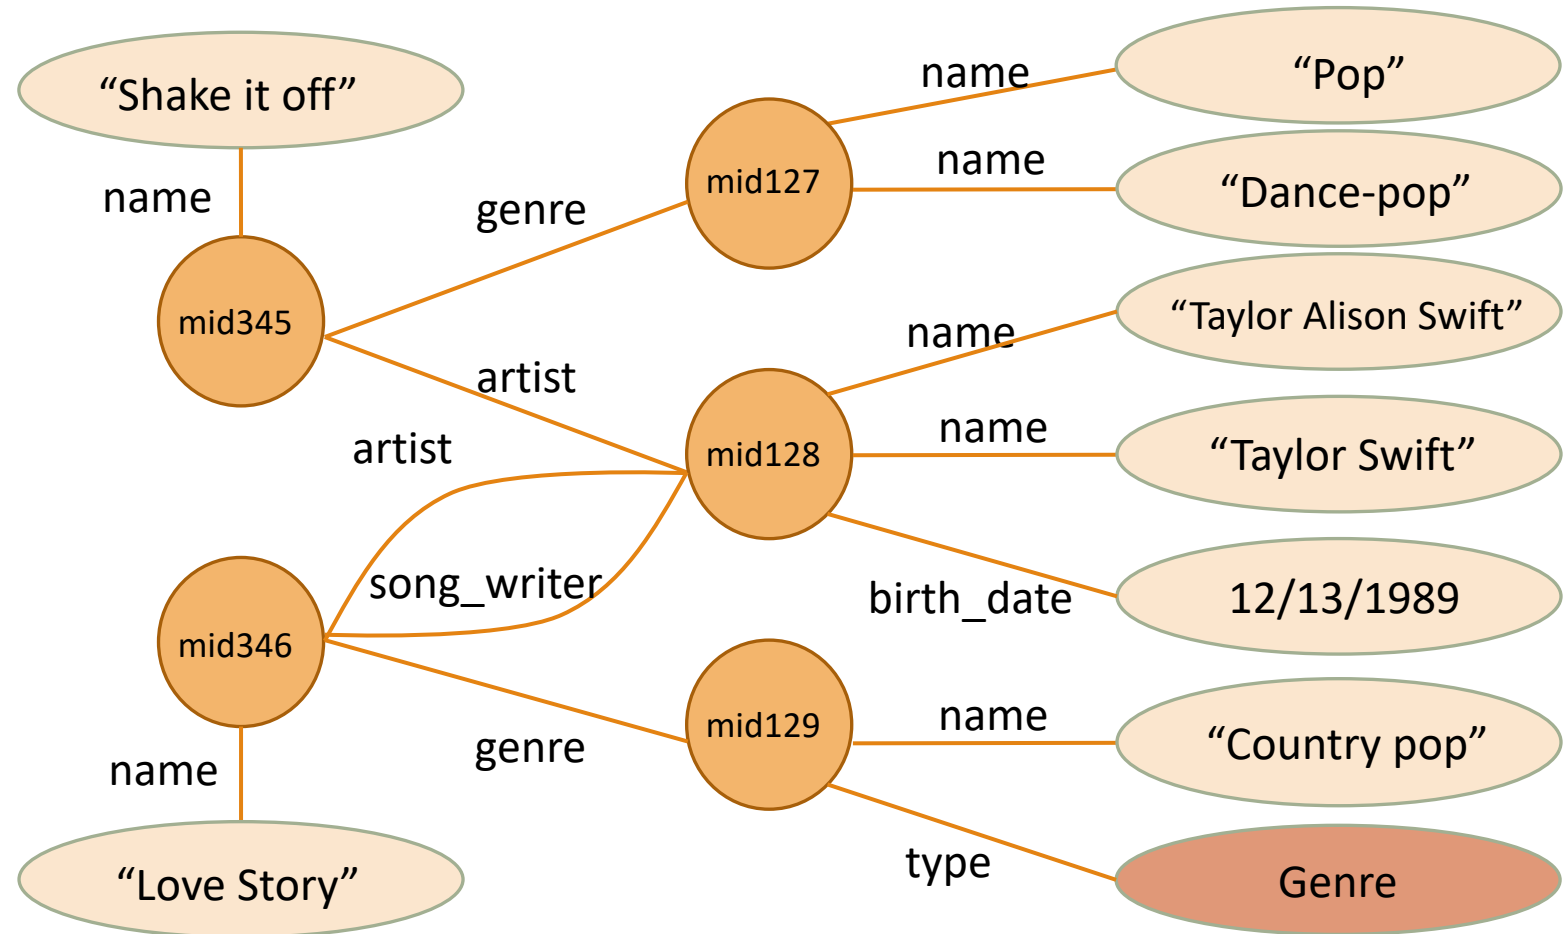 “Shake it off”
name
mid345
genre
artist
artist
song_writer
mid346
genre
name
“Love Story”
mid127
name
“Pop”
name
“Dance-pop”
mid128
name
“Taylor Alison Swift”
name
“Taylor Swift”
birth_date
12/13/1989
mid129
name
“Country pop”
type
Genre